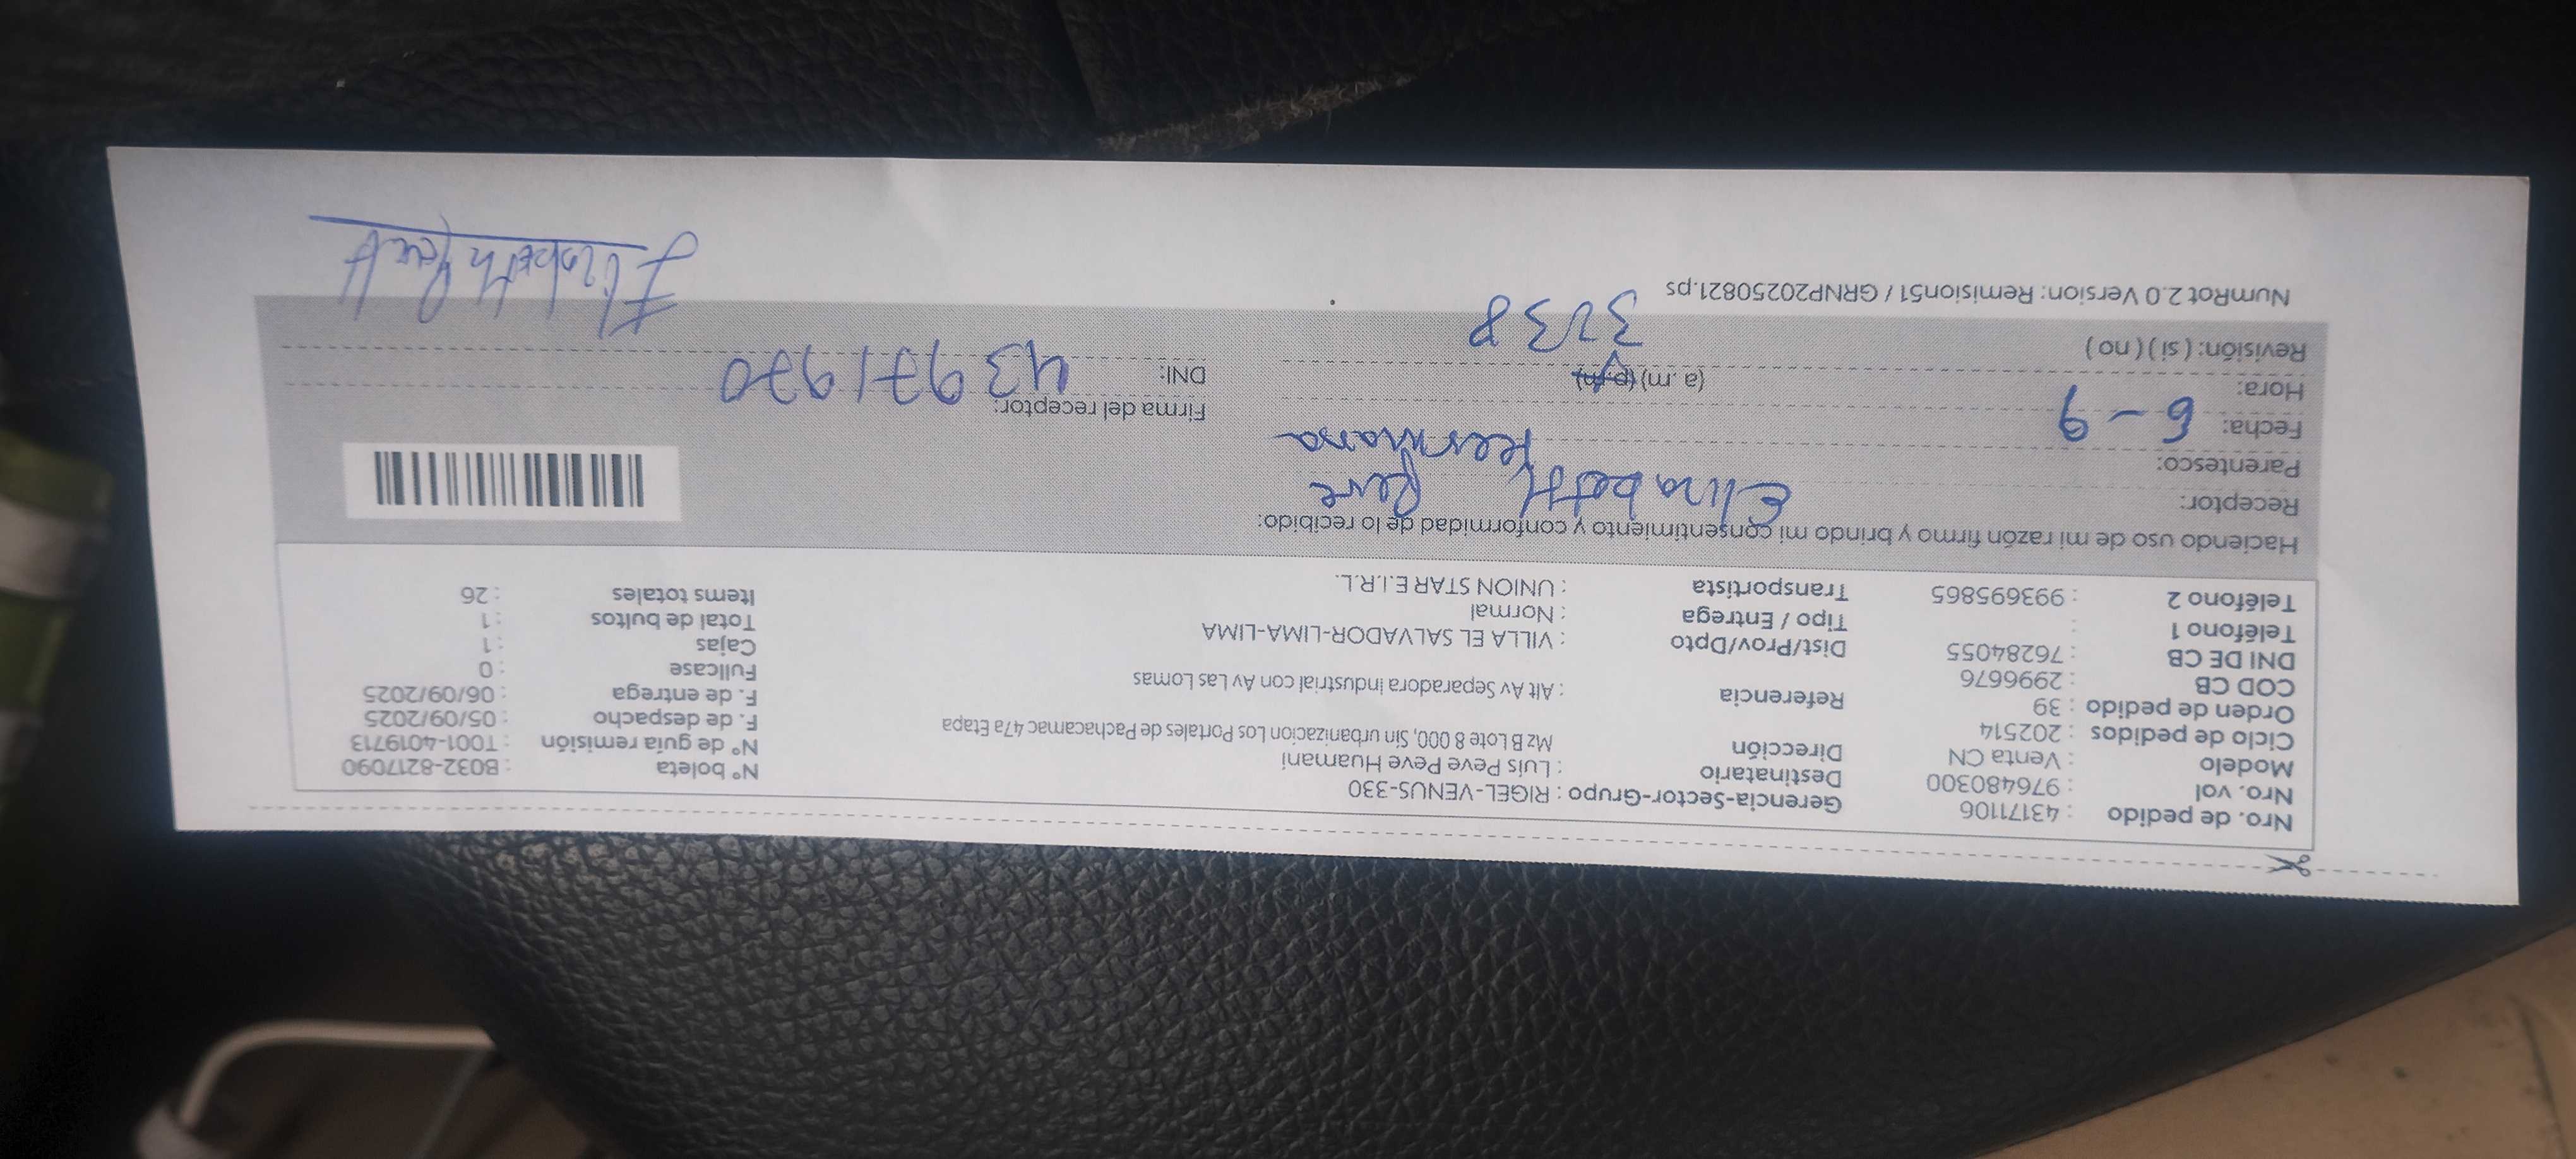 Nro. de pedido : 43171106
Nro. vol : 976480300
Modelo : Venta CN
Ciclo de pedidos : 202514
Orden de pedido : 39
COD CB : 2996676
DNI DE CB : 76284055
Teléfono 1 :
Teléfono 2 : 993695865
Gerencia-Sector-Grupo : RIGEL-VENUS-330
Destinatario : Luis Peve Peve Huamani
Dirección Mz B Lote 8 000, Sin urbanizacion Los Portales de Pachacamac 47a Etapa
Referencia : Alt Av Separadora industrial con Av Las Lomas
Dist/Prov/Dpto : VILLA EL SALVADOR-LIMA-LIMA
Tipo / Entrega : Normal
Transportista : UNION STAR E.I.R.L.
N° boleta : B032-8217090
N° de guía remisión : T001-4019713
F. de despacho : 05/09/2025
F. de entrega : 06/09/2025
Fullcase : 0
Cajas : 1
Total de bultos : 1
Items totales : 26
Haciendo uso de mi razón firmo y brindo mi consentimiento y conformidad de lo recibido:
Receptor: Elizabeth Peve
Parentesco: Hermana
Fecha: 6-9
Hora: (a .m) (p.m)
Revisión: ( si ) ( no )
Firma del receptor:
DNI: 43971970
NumRot 2.0 Version: Remision51 / GRNP20250821.ps
Elizabeth Peve H